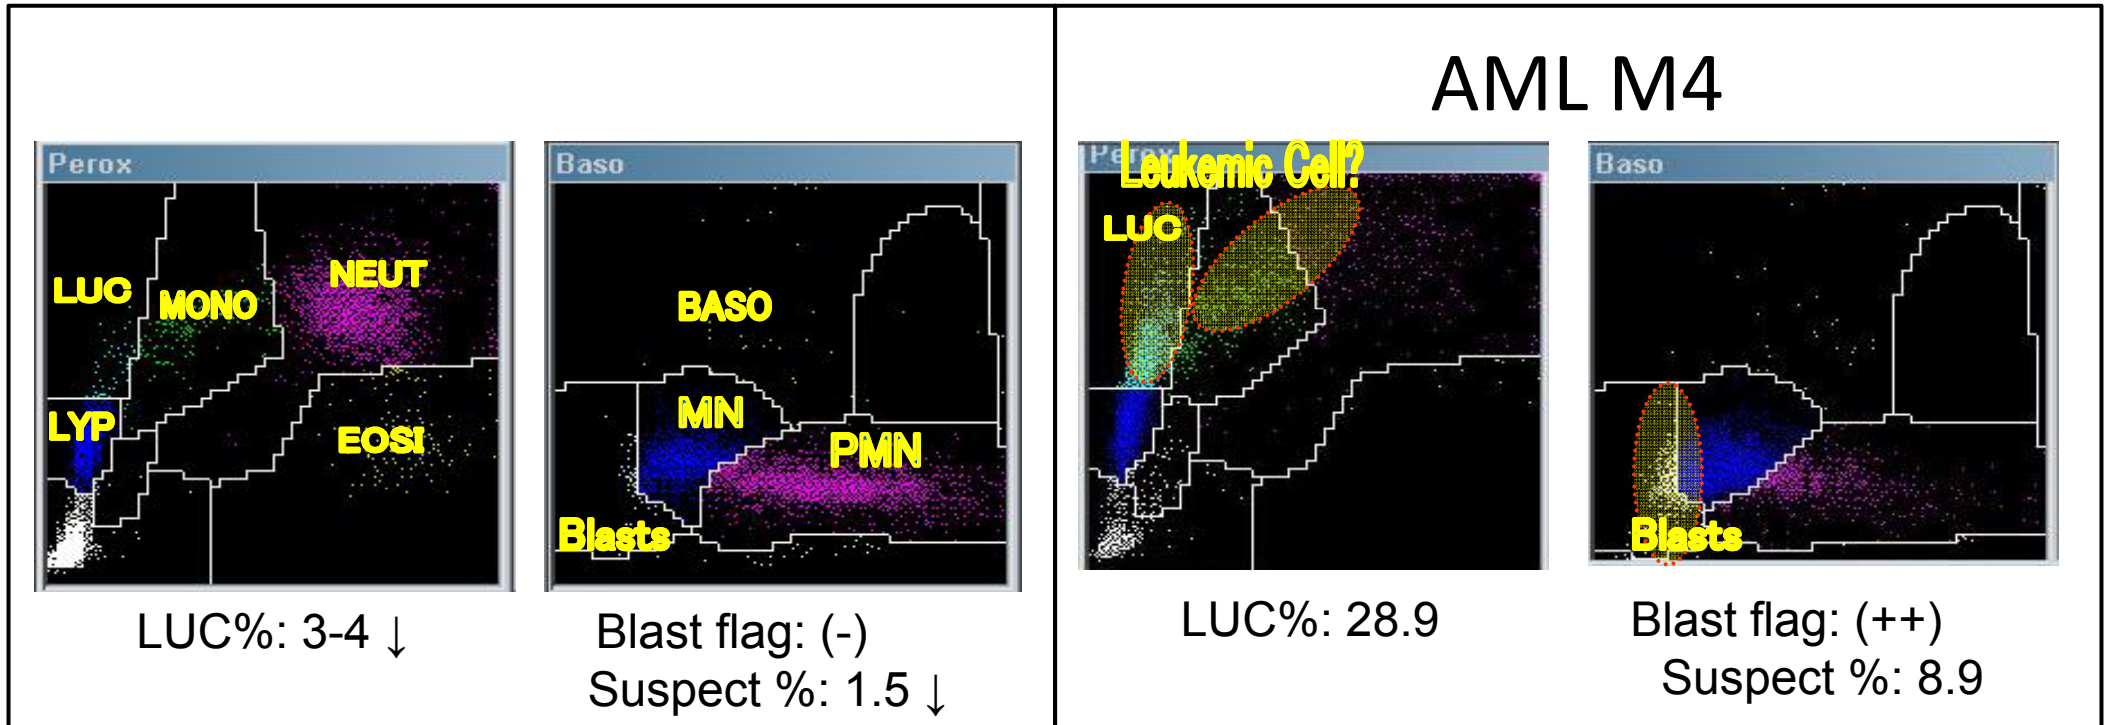 Perox
LUC
MONO
NEUT
LYP
EOSI
LUC%: 3-4 ↓
Baso
BASO
MN
PMN
Blasts
Blast flag: (-)
Suspect %: 1.5 ↓
AML M4
Perox
Leukemic Cell?
LUC
LUC%: 28.9
Baso
Blasts
Blast flag: (++)
Suspect %: 8.9